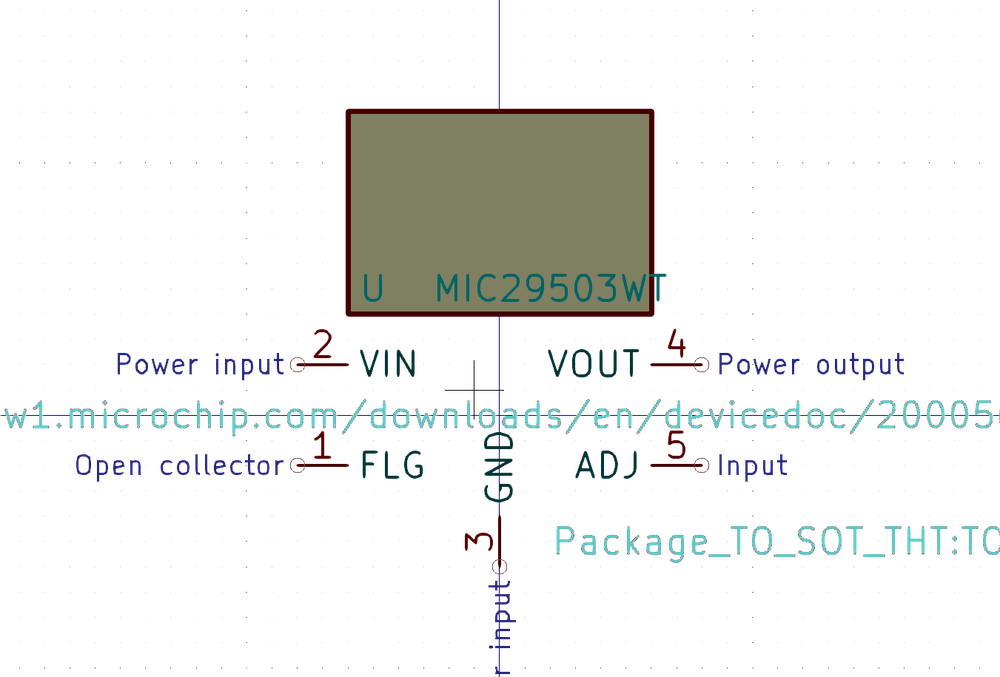 U MIC29503WT
2 4
Power input VIN VOUT Power output
w1.microchip.com/downloads/en/devicedoc/20005
1 5
Open collector FLG GND ADJ Input
3 Package_TO_SOT_THT:TO
r input